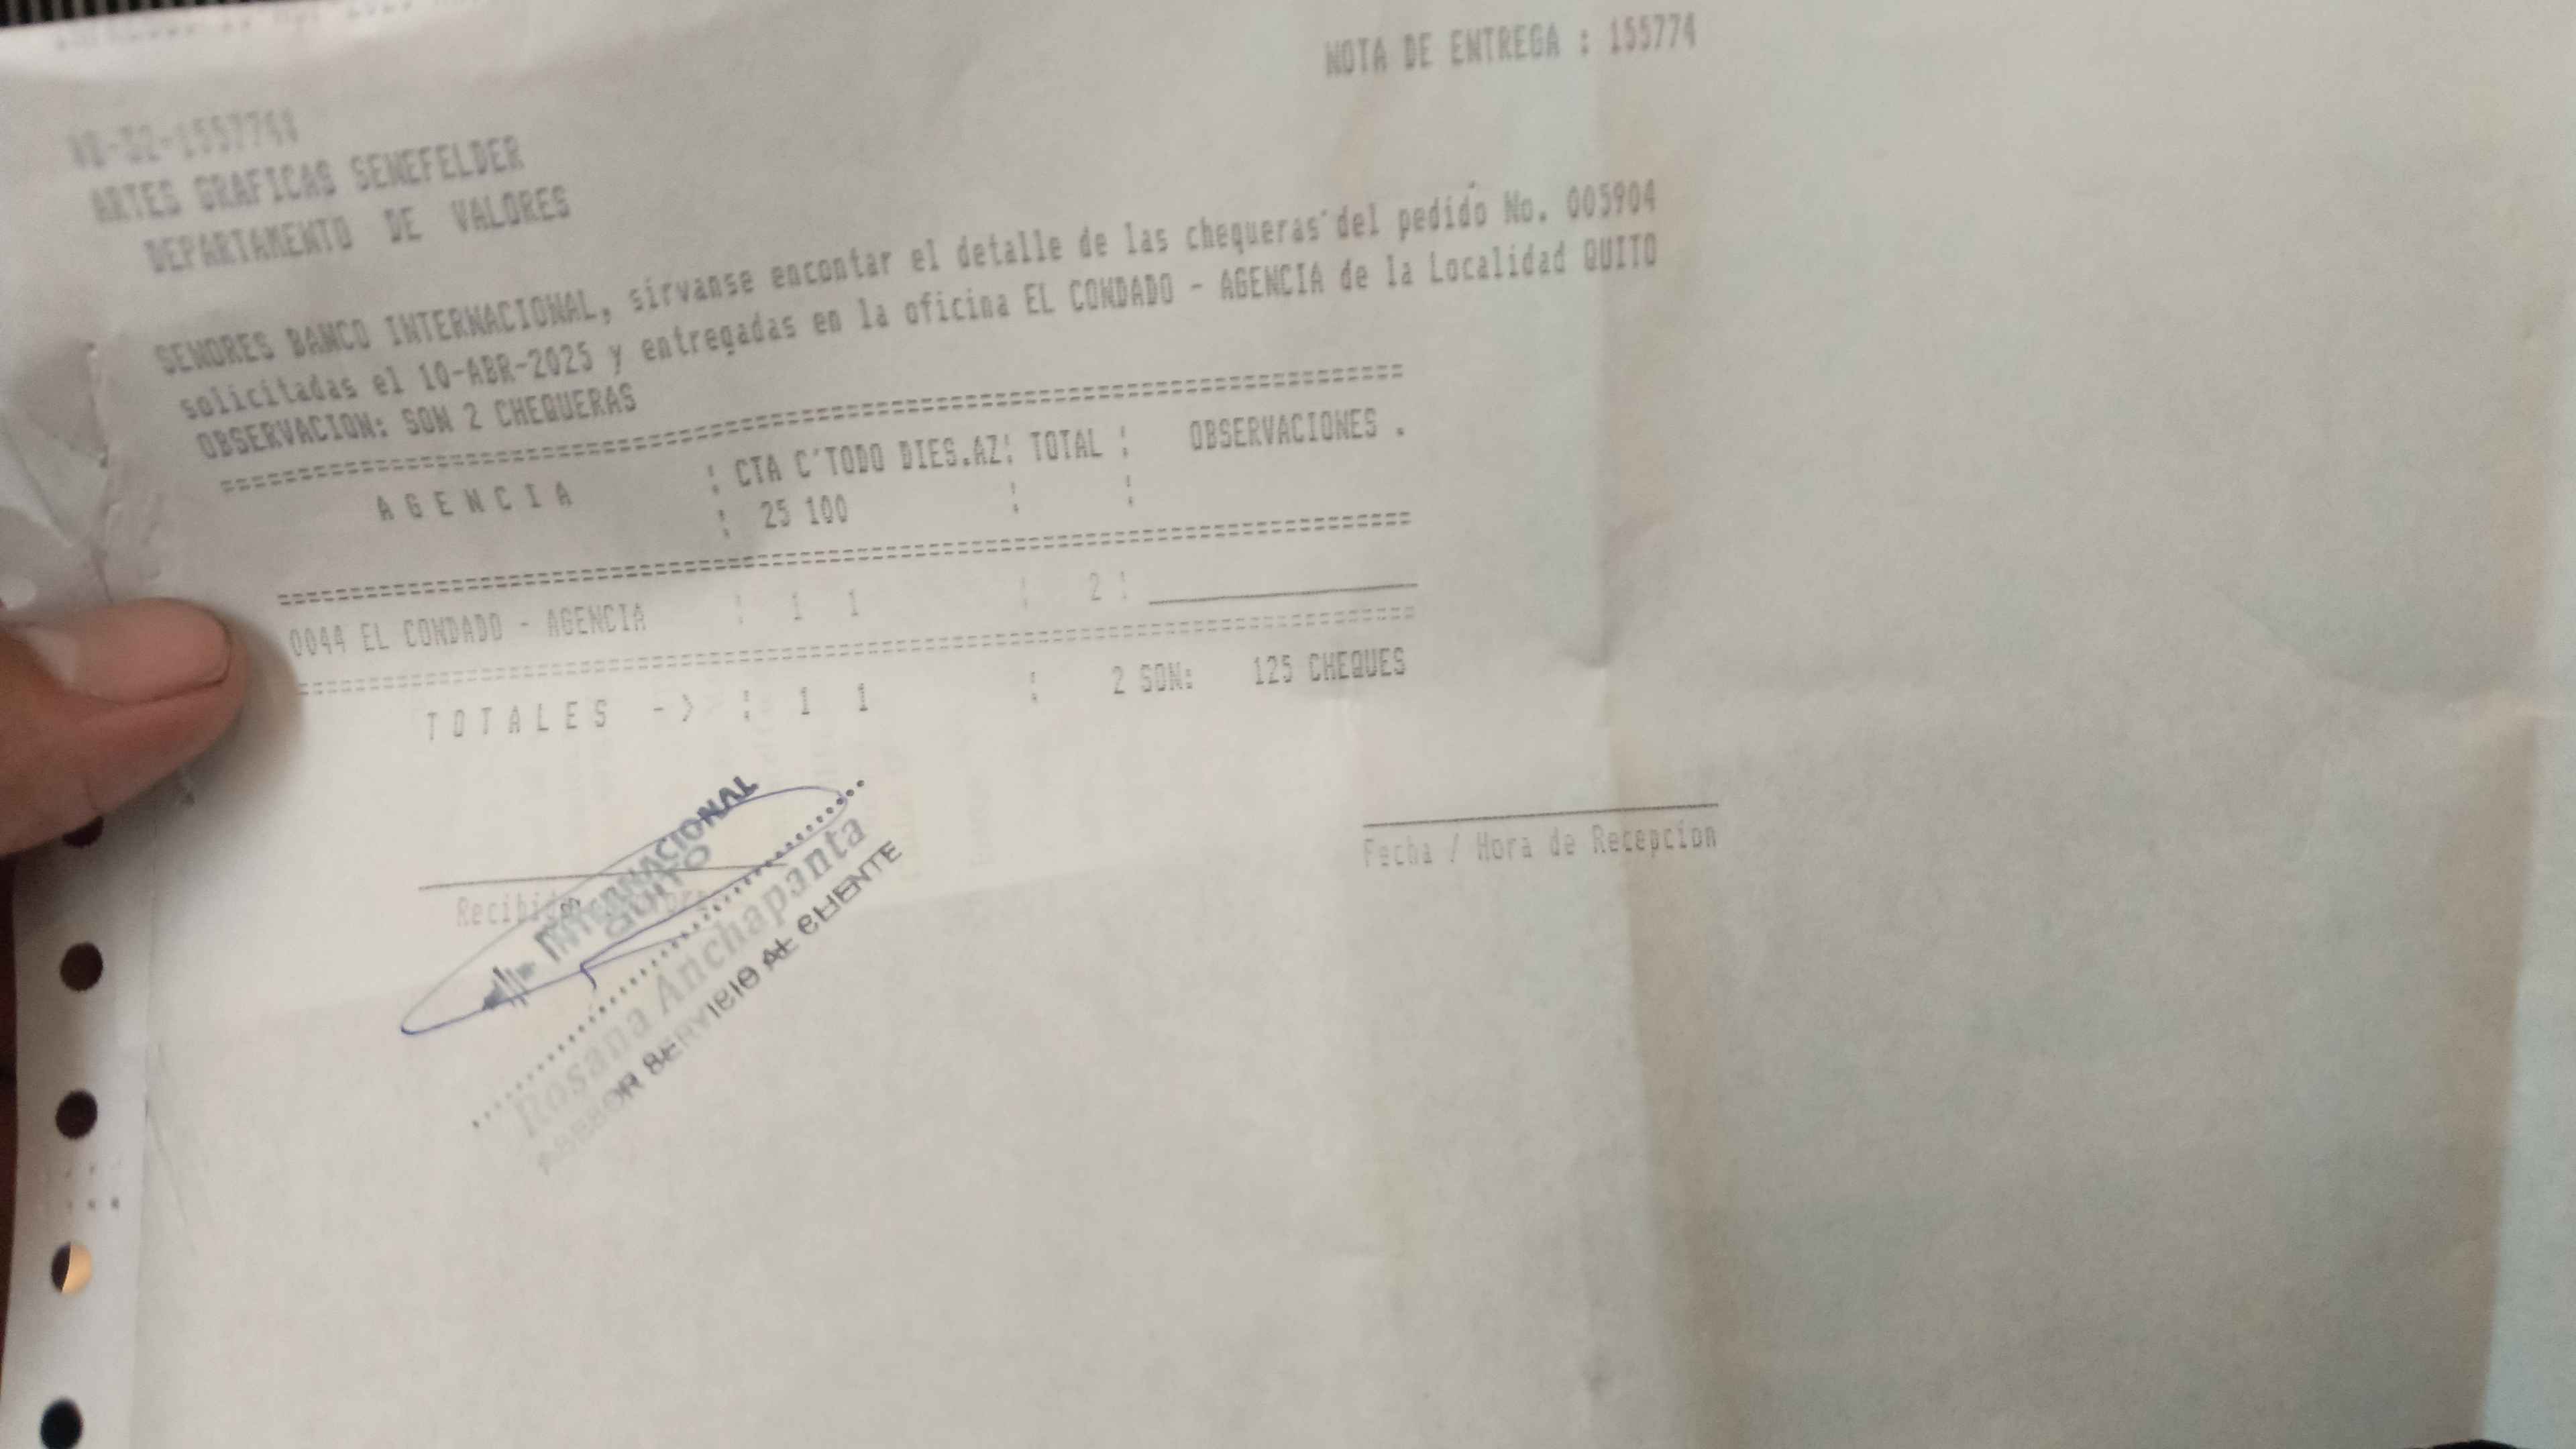 NOTA DE ENTREGA : 155774
ARTES GRAFICAS SENEFELDER
DEPARTAMENTO DE VALORES
SENORES BANCO INTERNACIONAL, sirvanse encontar el detalle de las chequeras del pedido No. 005904
solicitadas el 10-ABR-2025 y entregadas en la oficina EL CONDADO - AGENCIA de la Localidad QUITO
OBSERVACION: SON 2 CHEQUERAS
A G E N C I A : CTA C'TODO DIES.AZ: TOTAL : OBSERVACIONES .
: 25 100 : :
0044 EL CONDADO - AGENCIA : 1 1 : 2 :
T O T A L E S -> : 1 1 : 2 SON: 125 CHEQUES
Fecha / Hora de Recepcion
INTERNACIONAL
QUITO
Rosana Anchapanta
ASESOR SERVICIO AL CLIENTE